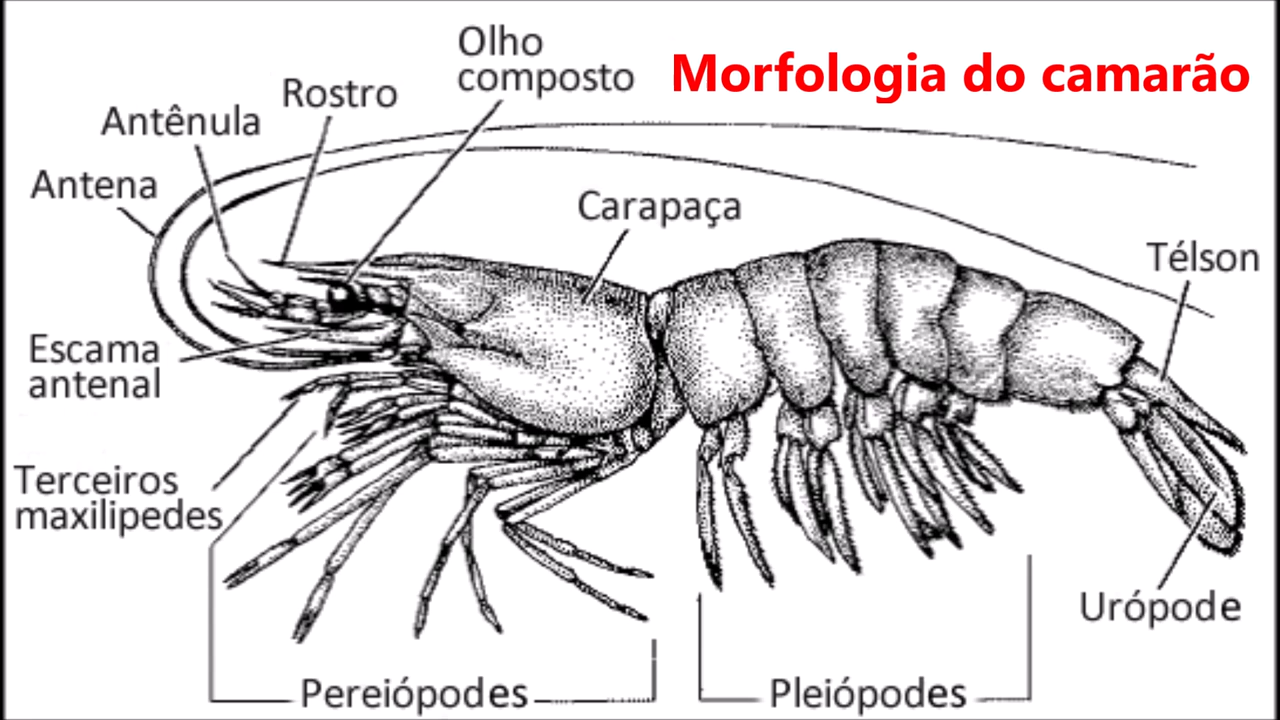 Morfologia do camarão
Olho
composto
Rostro
Antênula
Antena
Carapaça
Télson
Escama
antenal
Terceiros
maxilipedes
Urópode
Pereiópodes
Pleiópodes